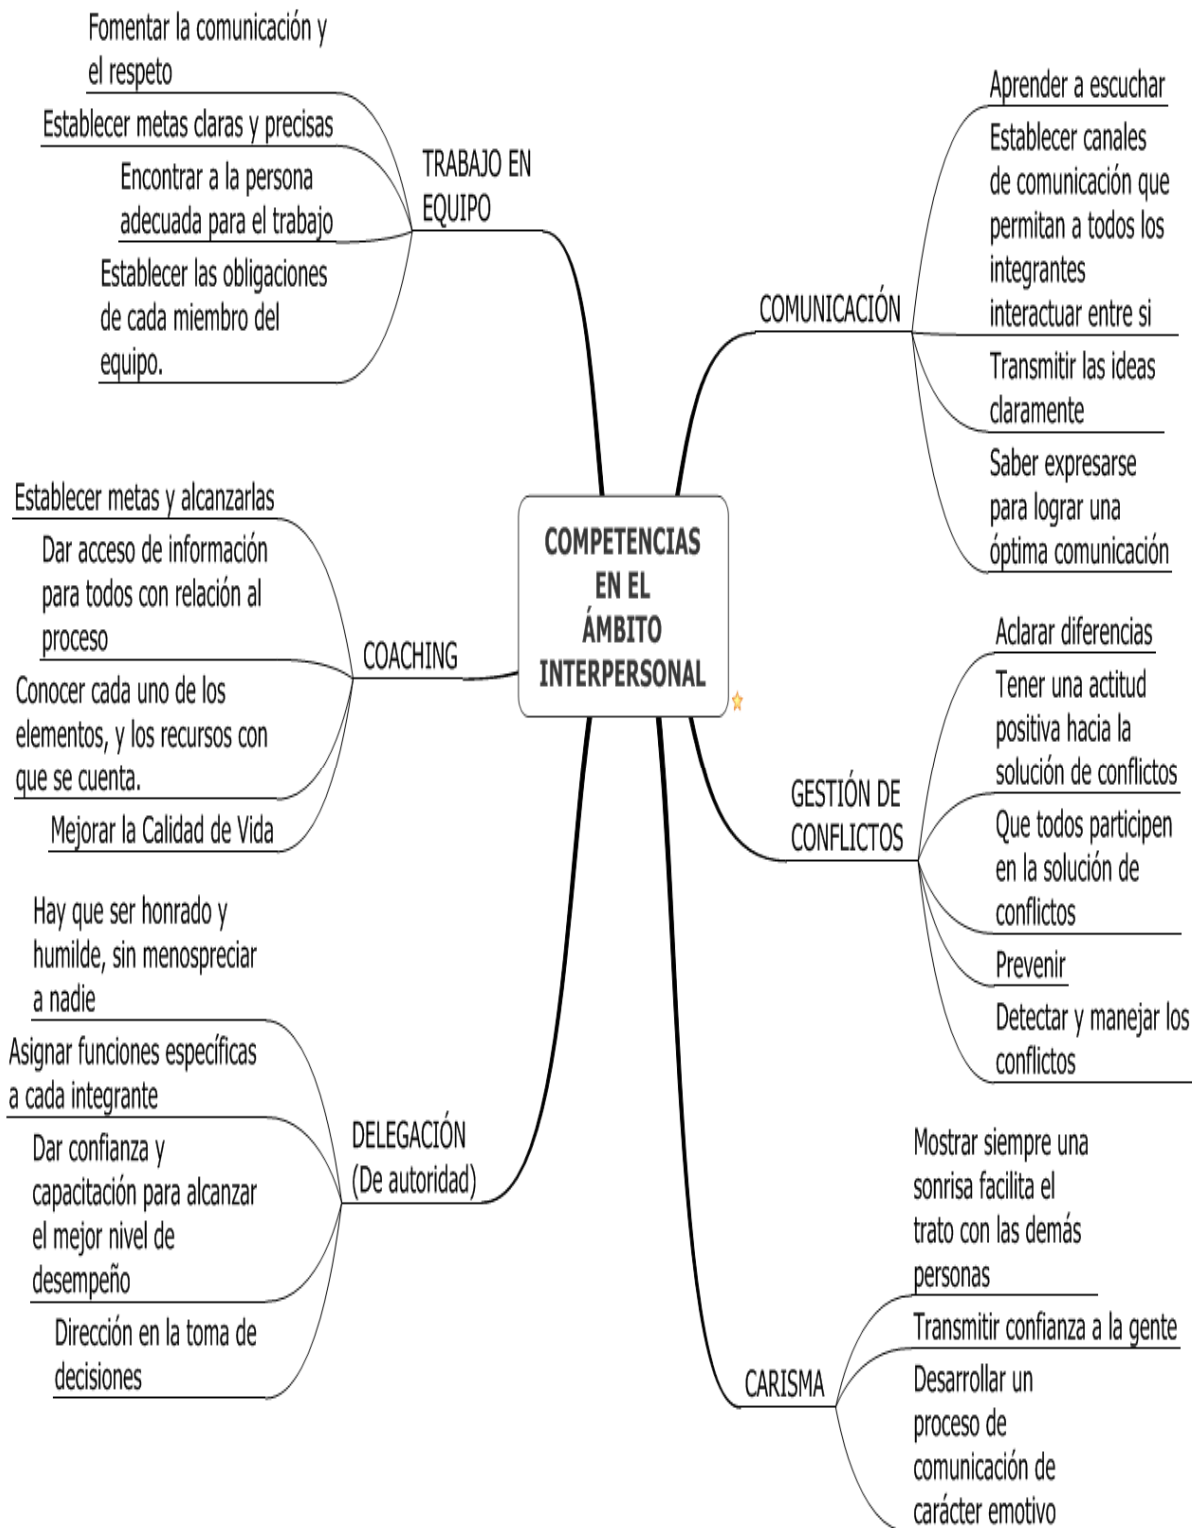 COMPETENCIAS
EN EL
ÁMBITO
INTERPERSONAL
TRABAJO EN
EQUIPO
Fomentar la comunicación y
el respeto
Establecer metas claras y precisas
Encontrar a la persona
adecuada para el trabajo
Establecer las obligaciones
de cada miembro del
equipo.
COACHING
Establecer metas y alcanzarlas
Dar acceso de información
para todos con relación al
proceso
Conocer cada uno de los
elementos, y los recursos con
que se cuenta.
Mejorar la Calidad de Vida
DELEGACIÓN
(De autoridad)
Hay que ser honrado y
humilde, sin menospreciar
a nadie
Asignar funciones específicas
a cada integrante
Dar confianza y
capacitación para alcanzar
el mejor nivel de
desempeño
Dirección en la toma de
decisiones
COMUNICACIÓN
Aprender a escuchar
Establecer canales
de comunicación que
permitan a todos los
integrantes
interactuar entre si
Transmitir las ideas
claramente
Saber expresarse
para lograr una
óptima comunicación
GESTIÓN DE
CONFLICTOS
Aclarar diferencias
Tener una actitud
positiva hacia la
solución de conflictos
Que todos participen
en la solución de
conflictos
Prevenir
Detectar y manejar los
conflictos
CARISMA
Mostrar siempre una
sonrisa facilita el
trato con las demás
personas
Transmitir confianza a la gente
Desarrollar un
proceso de
comunicación de
carácter emotivo